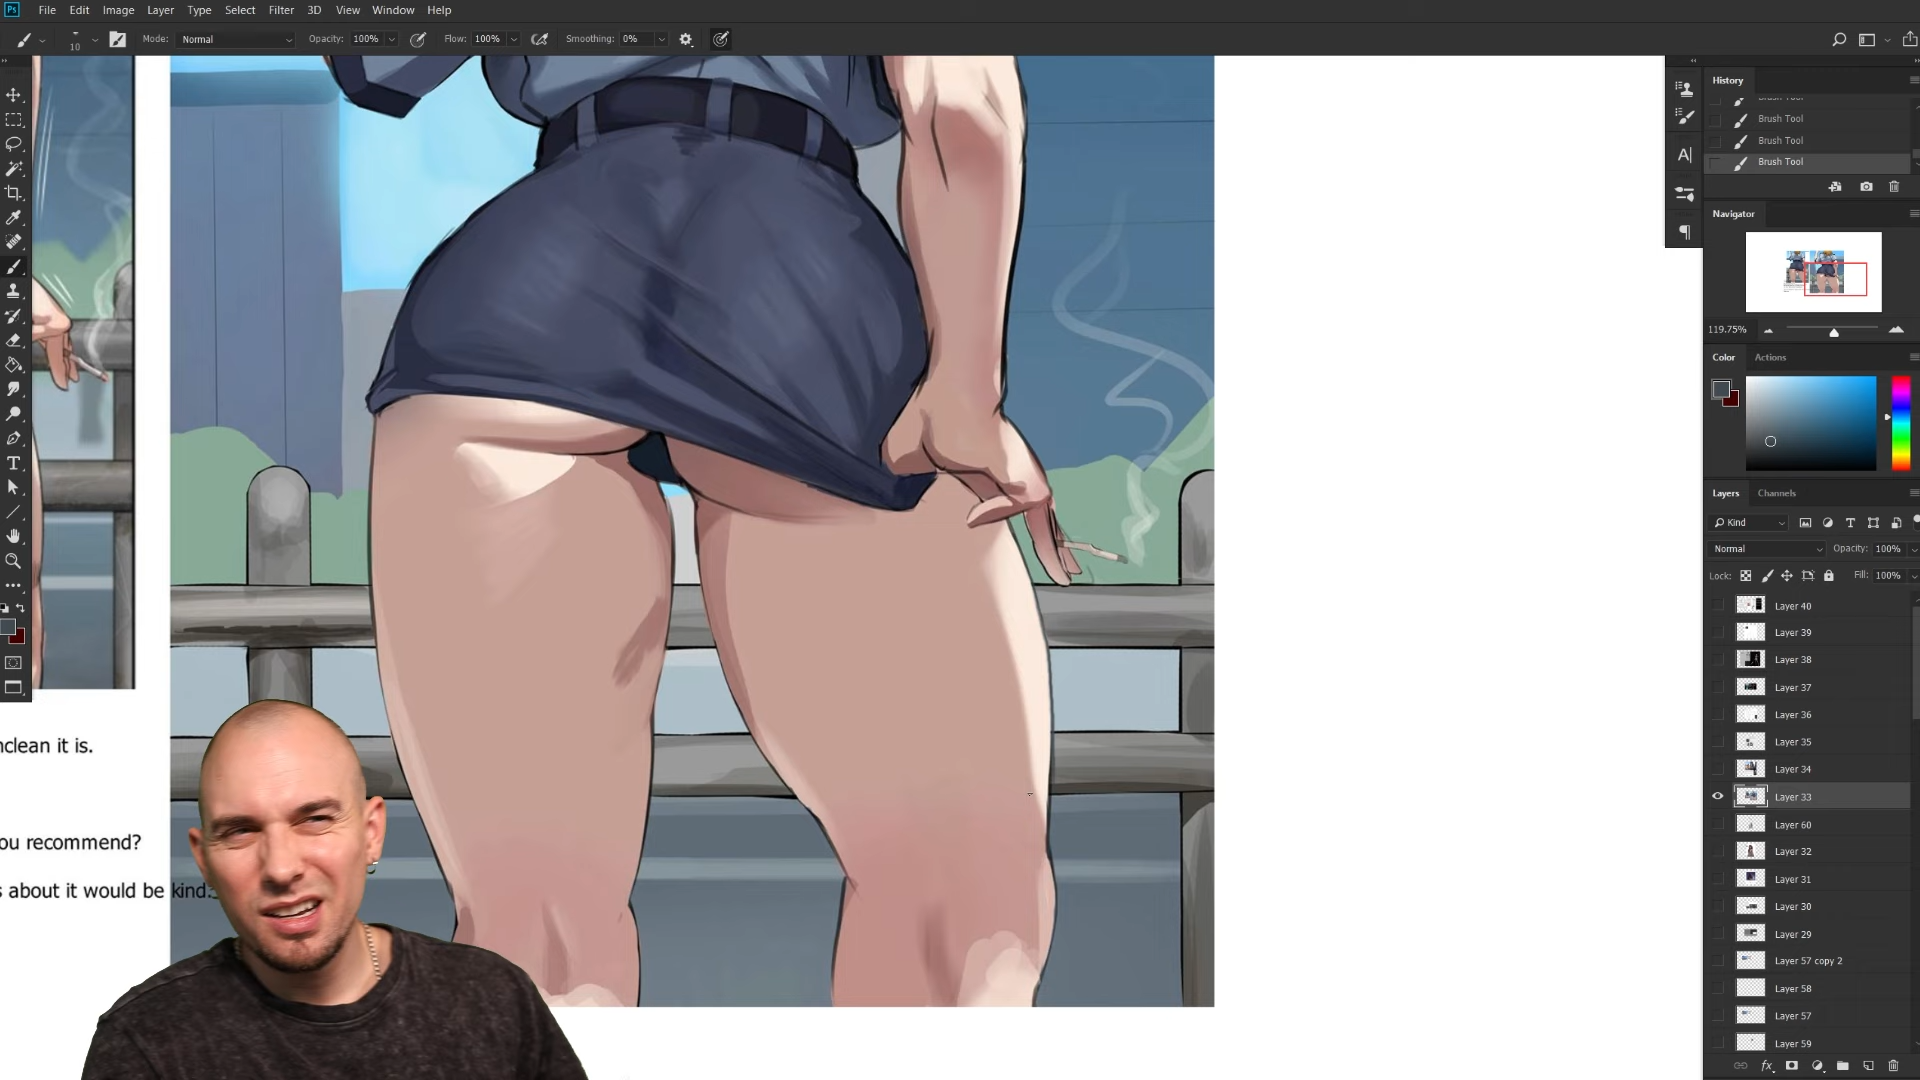 Ps File Edit Image Layer Type Select Filter 3D View Window Help
10 Mode: Normal Opacity: 100% Flow: 100% Smoothing: 0%
History
Brush Tool
Brush Tool
Brush Tool
Brush Tool
Navigator
119.75%
Color Actions
Layers Channels
Kind
Normal Opacity: 100%
Lock: Fill: 100%
Layer 40
Layer 39
Layer 38
Layer 37
Layer 36
Layer 35
Layer 34
Layer 33
Layer 60
Layer 32
Layer 31
Layer 30
Layer 29
Layer 57 copy 2
Layer 58
Layer 57
Layer 59
nclean it is.
ou recommend?
s about it would be kind.